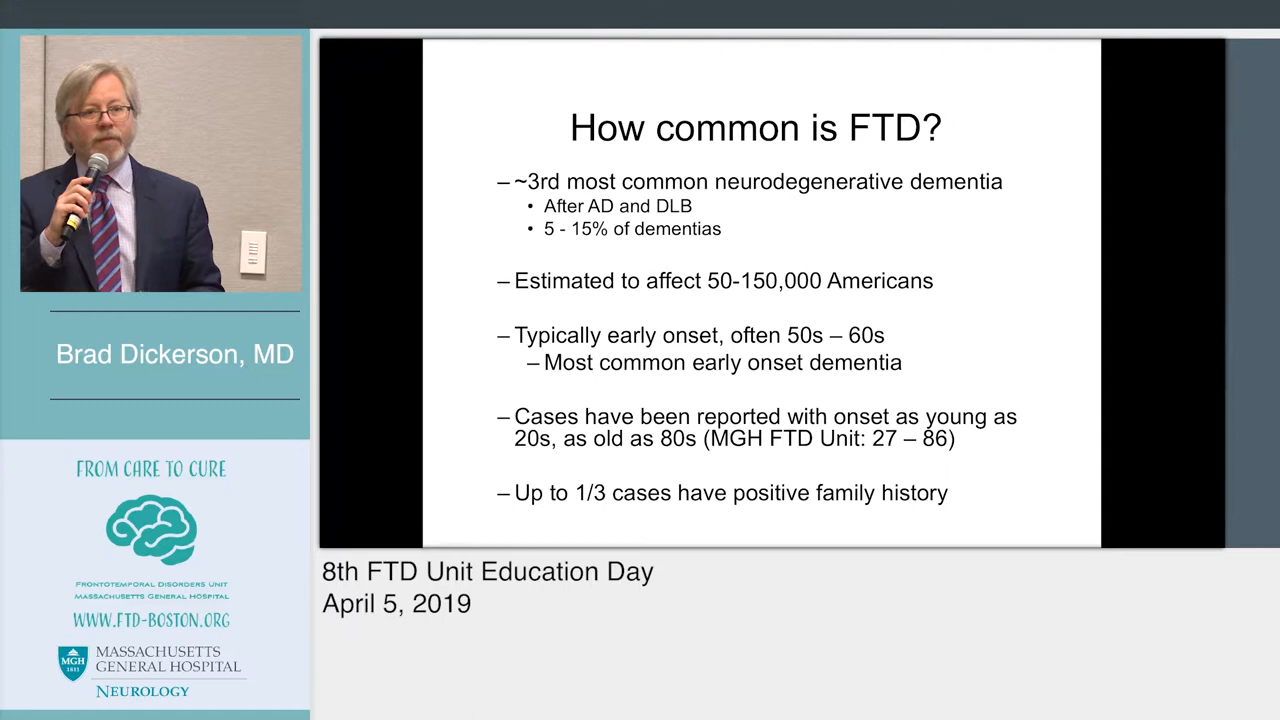 How common is FTD?
– ~3rd most common neurodegenerative dementia
• After AD and DLB
• 5 - 15% of dementias
– Estimated to affect 50-150,000 Americans
– Typically early onset, often 50s – 60s
– Most common early onset dementia
– Cases have been reported with onset as young as
20s, as old as 80s (MGH FTD Unit: 27 – 86)
– Up to 1/3 cases have positive family history
Brad Dickerson, MD
FROM CARE TO CURE
FRONTOTEMPORAL DISORDERS UNIT
MASSACHUSETTS GENERAL HOSPITAL
WWW.FTD-BOSTON.ORG
MGH
1811
MASSACHUSETTS
GENERAL HOSPITAL
NEUROLOGY
8th FTD Unit Education Day
April 5, 2019